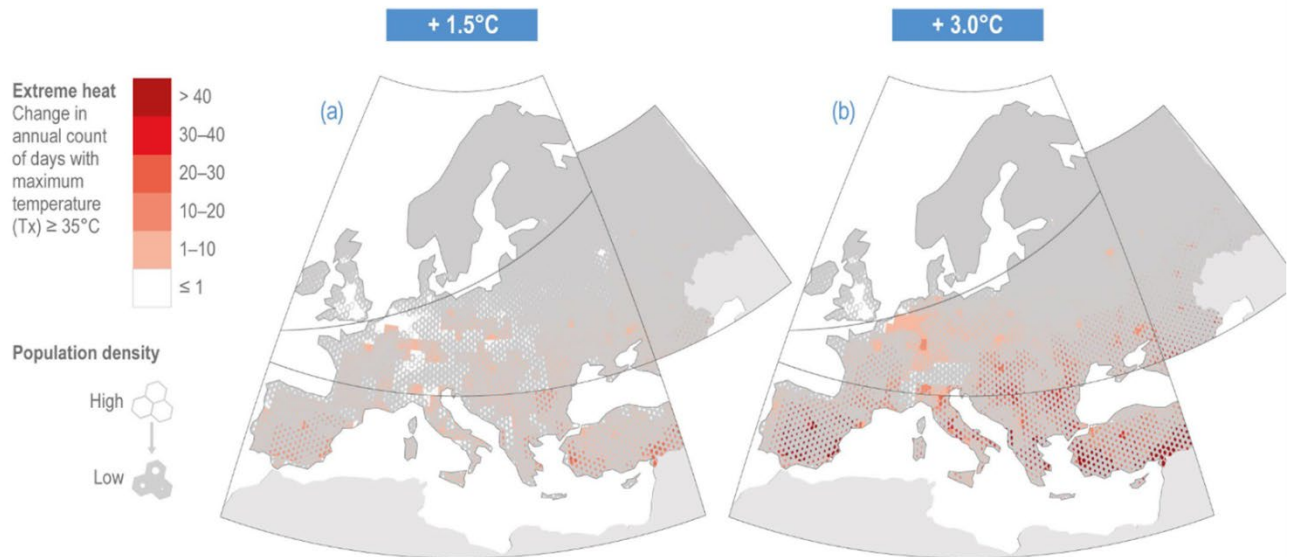 + 1.5°C
+ 3.0°C
Extreme heat
Change in
annual count
of days with
maximum
temperature
(Tx) ≥ 35°C
> 40
30–40
20–30
10–20
1–10
≤ 1
(a)
(b)
Population density
High
Low